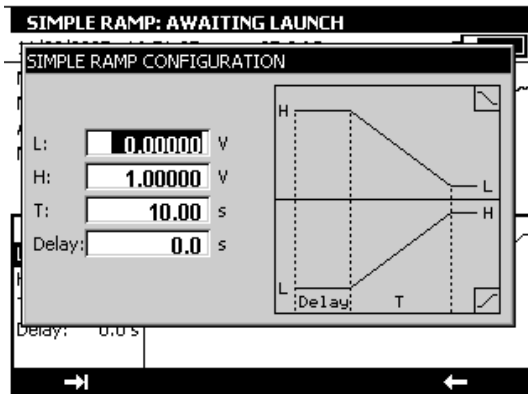 SIMPLE RAMP: AWAITING LAUNCH
SIMPLE RAMP CONFIGURATION
L: 0.00000 V
H: 1.00000 V
T: 10.00 s
Delay: 0.0 s
H
L
H
L
Delay T
Delay: 0.0 s